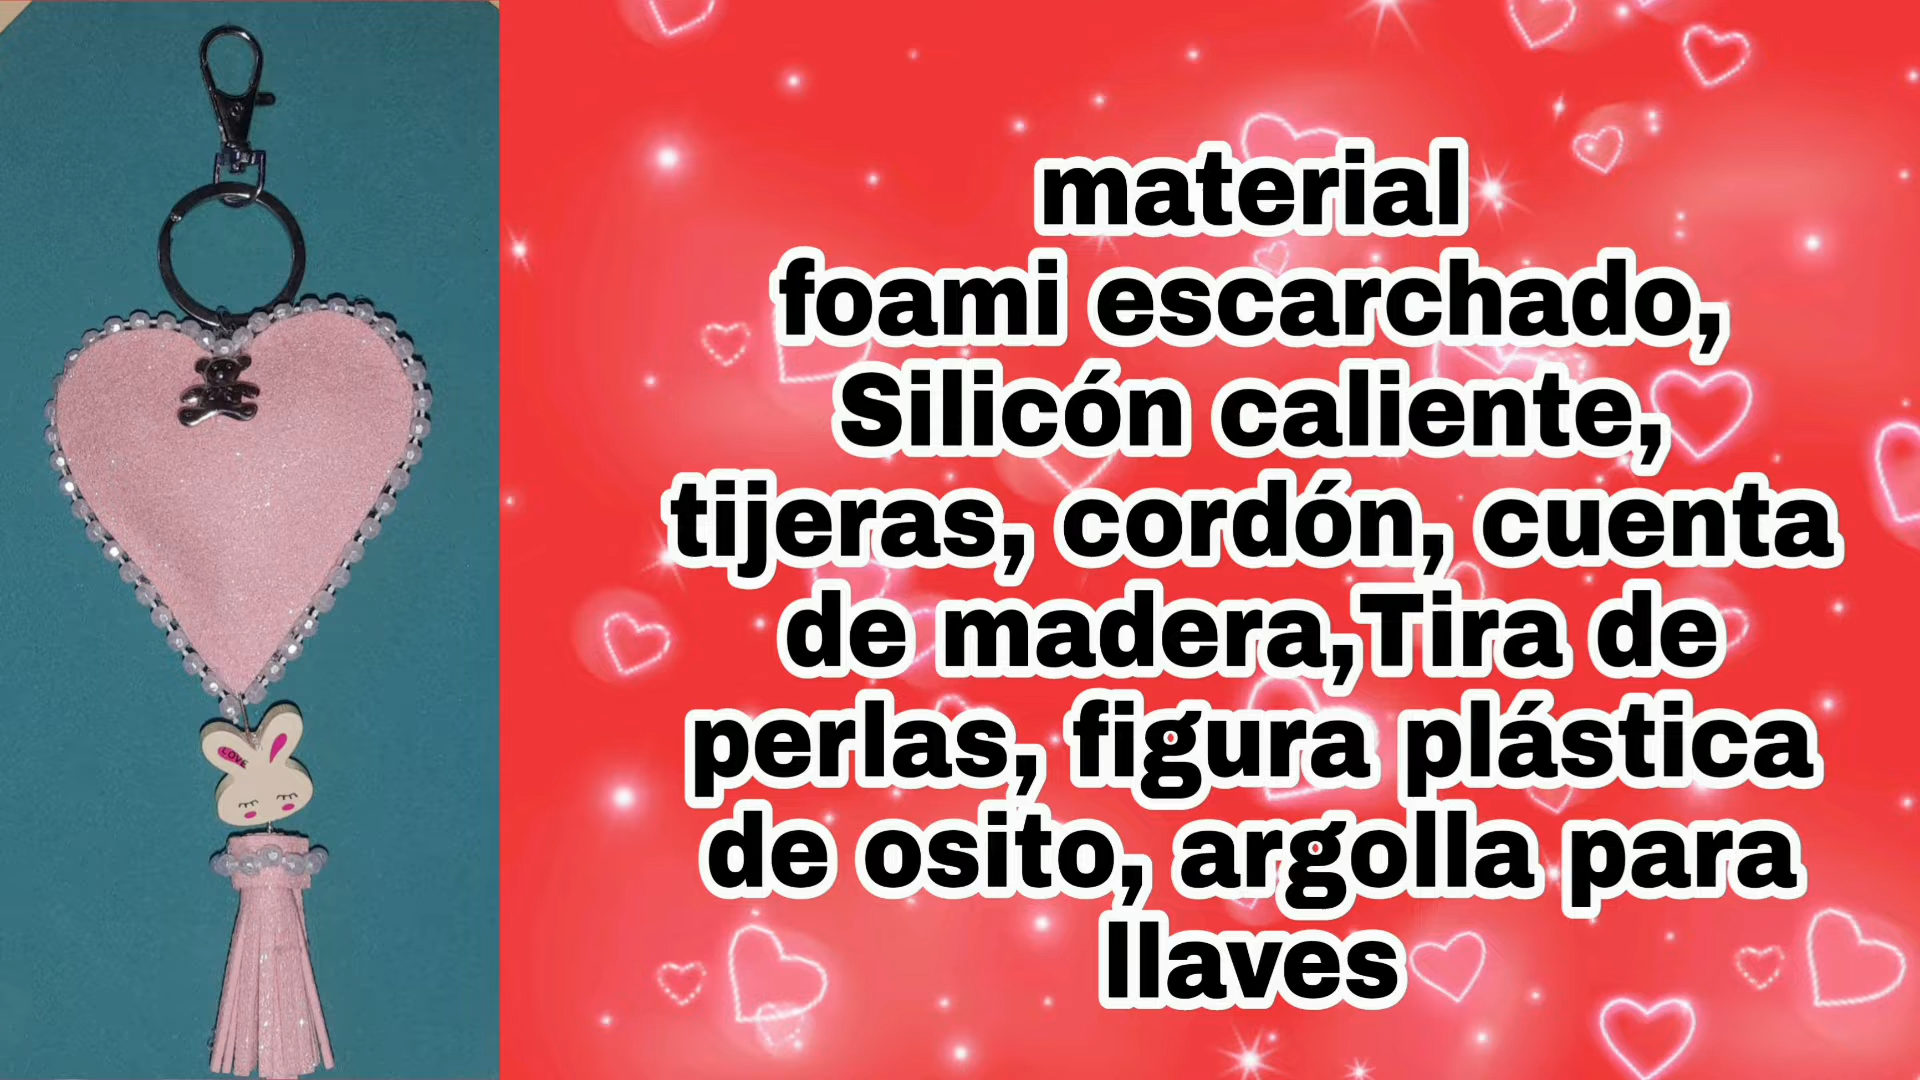 material
foami escarchado,
Silicón caliente,
tijeras, cordón, cuenta
de madera,Tira de
perlas, figura plástica
de osito, argolla para
llaves
LOVE